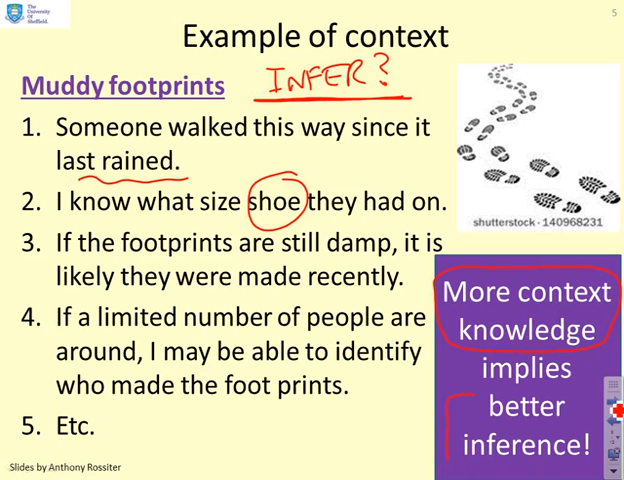 The
University
Of
Sheffield.
5
Example of context
Muddy footprints
INFER?
1. Someone walked this way since it
last rained.
2. I know what size shoe they had on.
3. If the footprints are still damp, it is
likely they were made recently.
4. If a limited number of people are
around, I may be able to identify
who made the foot prints.
5. Etc.
shutterstock - 140968231
More context
knowledge
implies
better
inference!
Slides by Anthony Rossiter